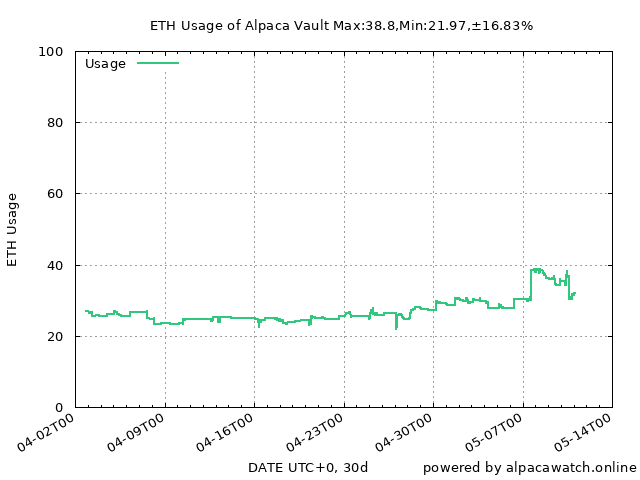 ETH Usage of Alpaca Vault Max:38.8,Min:21.97,±16.83%
Usage
100
80
60
40
20
0
ETH Usage
04-02T00
04-09T00
04-16T00
04-23T00
04-30T00
05-07T00
05-14T00
DATE UTC+0, 30d
powered by alpacawatch.online